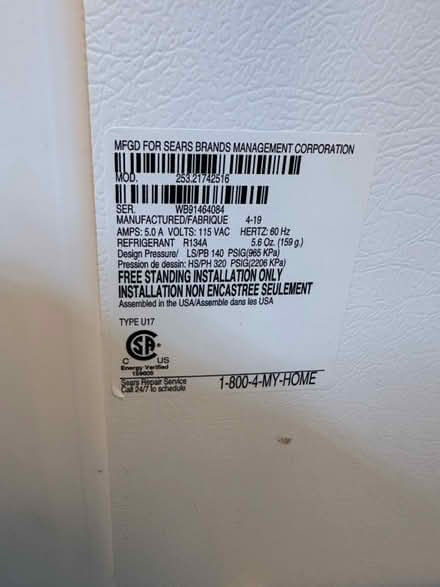 MFGD FOR SEARS BRANDS MANAGEMENT CORPORATION
MOD. 253.21742516
SER. WB91464084
MANUFACTURED/FABRIQUE 4-19
AMPS: 5.0 A VOLTS: 115 VAC HERTZ: 60 Hz
REFRIGERANT R134A 5.6 Oz. (159 g.)
Design Pressure/ LS/PB 140 PSIG(965 KPa)
Pression de dessin: HS/PH 320 PSIG(2206 KPa)
FREE STANDING INSTALLATION ONLY
INSTALLATION NON ENCASTREE SEULEMENT
Assembled in the USA/Assemble dans les USA
TYPE U17
SA
C US
Energy Verified
159605
Sears Repair Service
Call 24/7 to schedule 1-800-4-MY-HOME